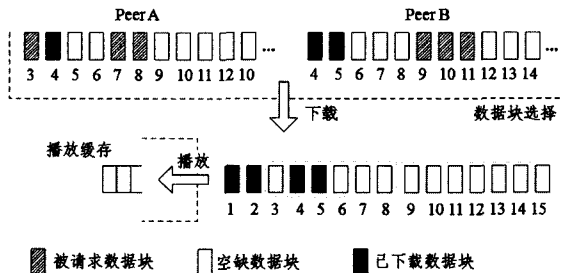 Peer A Peer B
... ...
3 4 5 6 7 8 9 10 11 12 10 4 5 6 7 8 9 10 11 12 13 14
下载 数据块选择
播放缓存
播放
1 2 3 4 5 6 7 8 9 10 11 12 13 14 15
被请求数据块 空缺数据块 已下载数据块